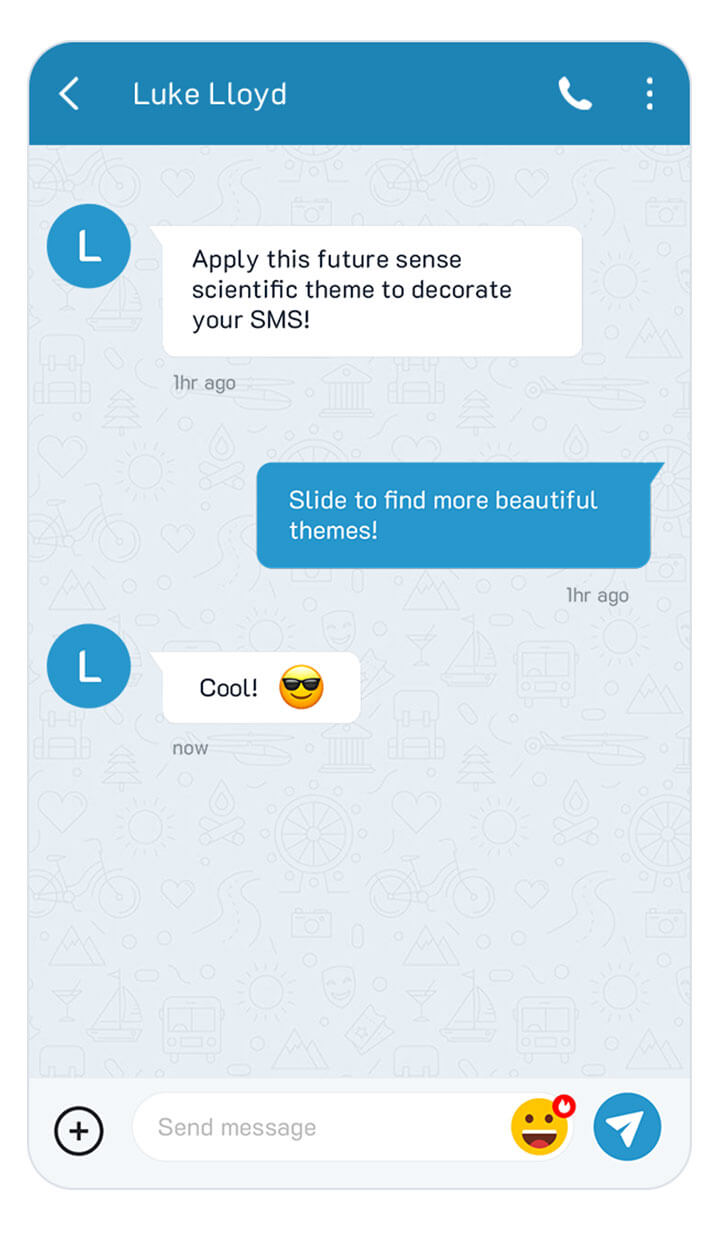 Luke Lloyd
L
Apply this future sense
scientific theme to decorate
your SMS!
1hr ago
Slide to find more beautiful
themes!
1hr ago
L
Cool! 😎
now
Send message